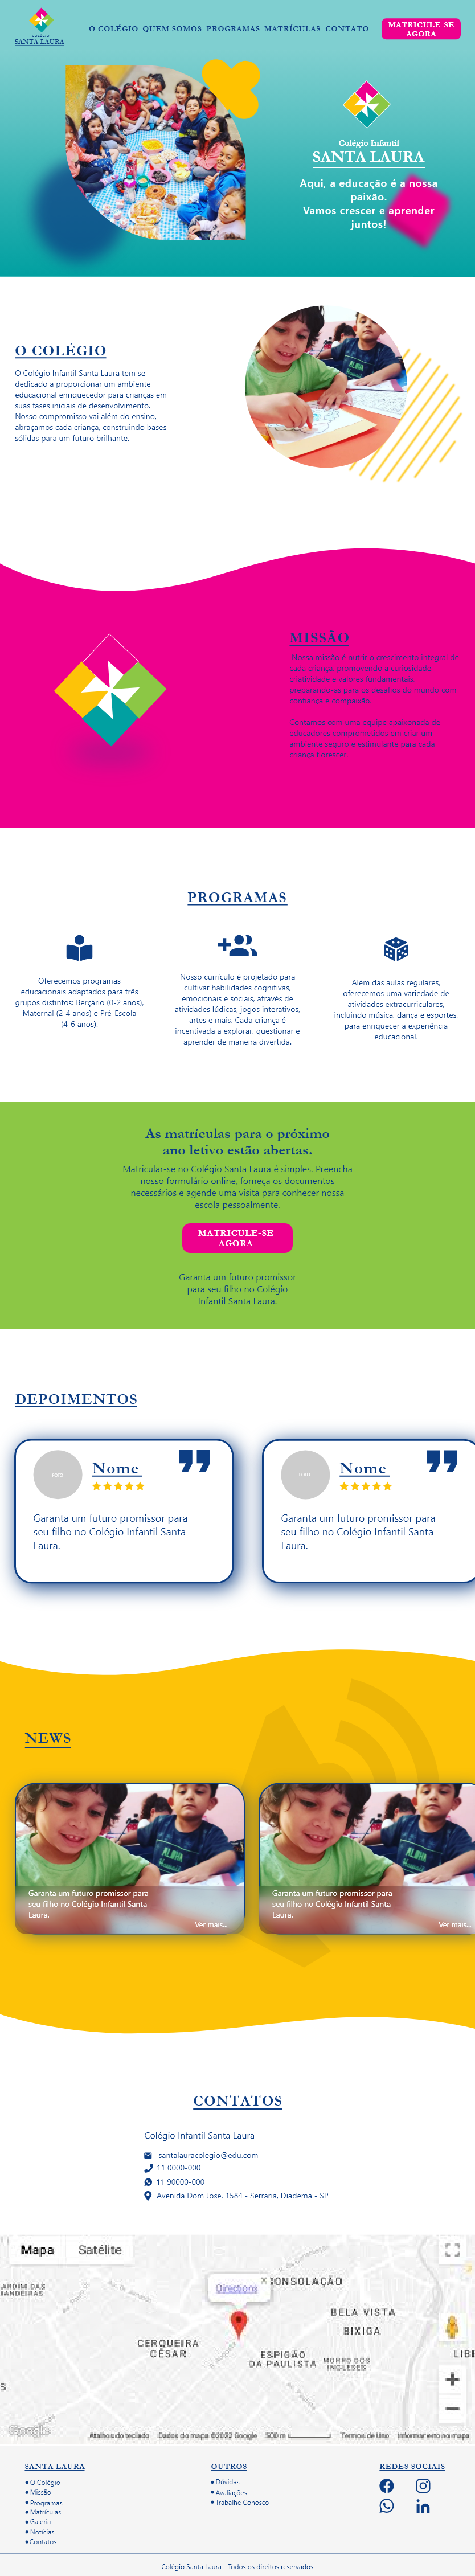 COLÉGIO
SANTA LAURA
O COLÉGIO QUEM SOMOS PROGRAMAS MATRÍCULAS CONTATO
MATRICULE-SE
AGORA
Colégio Infantil
SANTA LAURA
Aqui, a educação é a nossa
paixão.
Vamos crescer e aprender
juntos!
O COLÉGIO
O Colégio Infantil Santa Laura tem se
dedicado a proporcionar um ambiente
educacional enriquecedor para crianças em
suas fases iniciais de desenvolvimento.
Nosso compromisso vai além do ensino,
abraçamos cada criança, construindo bases
sólidas para um futuro brilhante.
MISSÃO
Nossa missão é nutrir o crescimento integral de
cada criança, promovendo a curiosidade,
criatividade e valores fundamentais,
preparando-as para os desafios do mundo com
confiança e compaixão.
Contamos com uma equipe apaixonada de
educadores comprometidos em criar um
ambiente seguro e estimulante para cada
criança florescer.
PROGRAMAS
Oferecemos programas
educacionais adaptados para três
grupos distintos: Berçário (0-2 anos),
Maternal (2-4 anos) e Pré-Escola
(4-6 anos).
Nosso currículo é projetado para
cultivar habilidades cognitivas,
emocionais e sociais, através de
atividades lúdicas, jogos interativos,
artes e mais. Cada criança é
incentivada a explorar, questionar e
aprender de maneira divertida.
Além das aulas regulares,
oferecemos uma variedade de
atividades extracurriculares,
incluindo música, dança e esportes,
para enriquecer a experiência
educacional.
As matrículas para o próximo
ano letivo estão abertas.
Matricular-se no Colégio Santa Laura é simples. Preencha
nosso formulário online, forneça os documentos
necessários e agende uma visita para conhecer nossa
escola pessoalmente.
MATRICULE-SE
AGORA
Garanta um futuro promissor
para seu filho no Colégio
Infantil Santa Laura.
DEPOIMENTOS
Nome
Garanta um futuro promissor para
seu filho no Colégio Infantil Santa
Laura.
Nome
Garanta um futuro promissor para
seu filho no Colégio Infantil Santa
Laura.
NEWS
Garanta um futuro promissor para
seu filho no Colégio Infantil Santa
Laura.
Ver mais...
Garanta um futuro promissor para
seu filho no Colégio Infantil Santa
Laura.
Ver mais...
CONTATOS
Colégio Infantil Santa Laura
santalauracolegio@edu.com
11 0000-000
11 90000-000
Avenida Dom Jose, 1584 - Serraria, Diadema - SP
Mapa Satélite
Directions
CONSOLAÇÃO
BELA VISTA
BIXIGA
CERQUEIRA
CÉSAR
ESPIGÃO
DA PAULISTA
MORRO DOS
INGLESES
LIBE
Google
Atalhos do teclado Dados do mapa ©2022 Google 500 m Termos de Uso Informar erro no mapa
SANTA LAURA
O Colégio
Missão
Programas
Matrículas
Galeria
Notícias
Contatos
OUTROS
Dúvidas
Avaliações
Trabalhe Conosco
REDES SOCIAIS
Colégio Santa Laura - Todos os direitos reservados